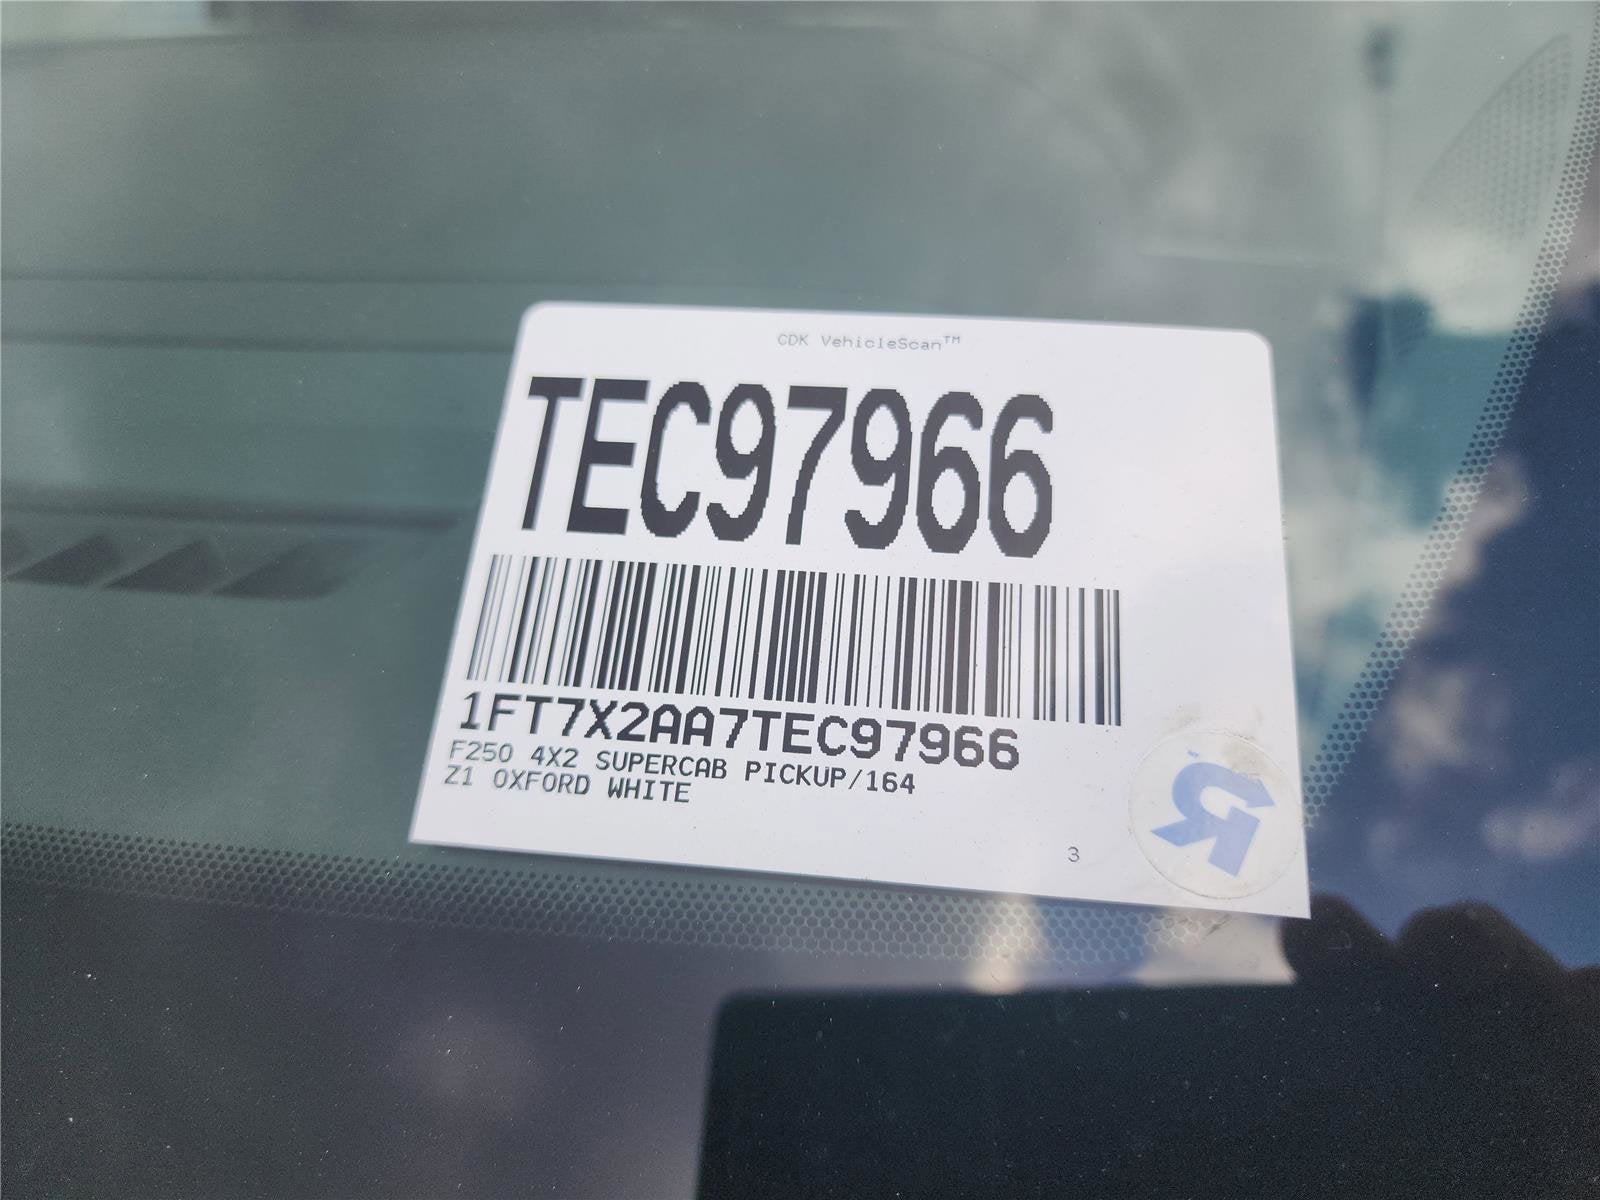 CDK VehicleScan™
TEC97966
1FT7X2AA7TEC97966
F250 4X2 SUPERCAB PICKUP/164
Z1 OXFORD WHITE
3